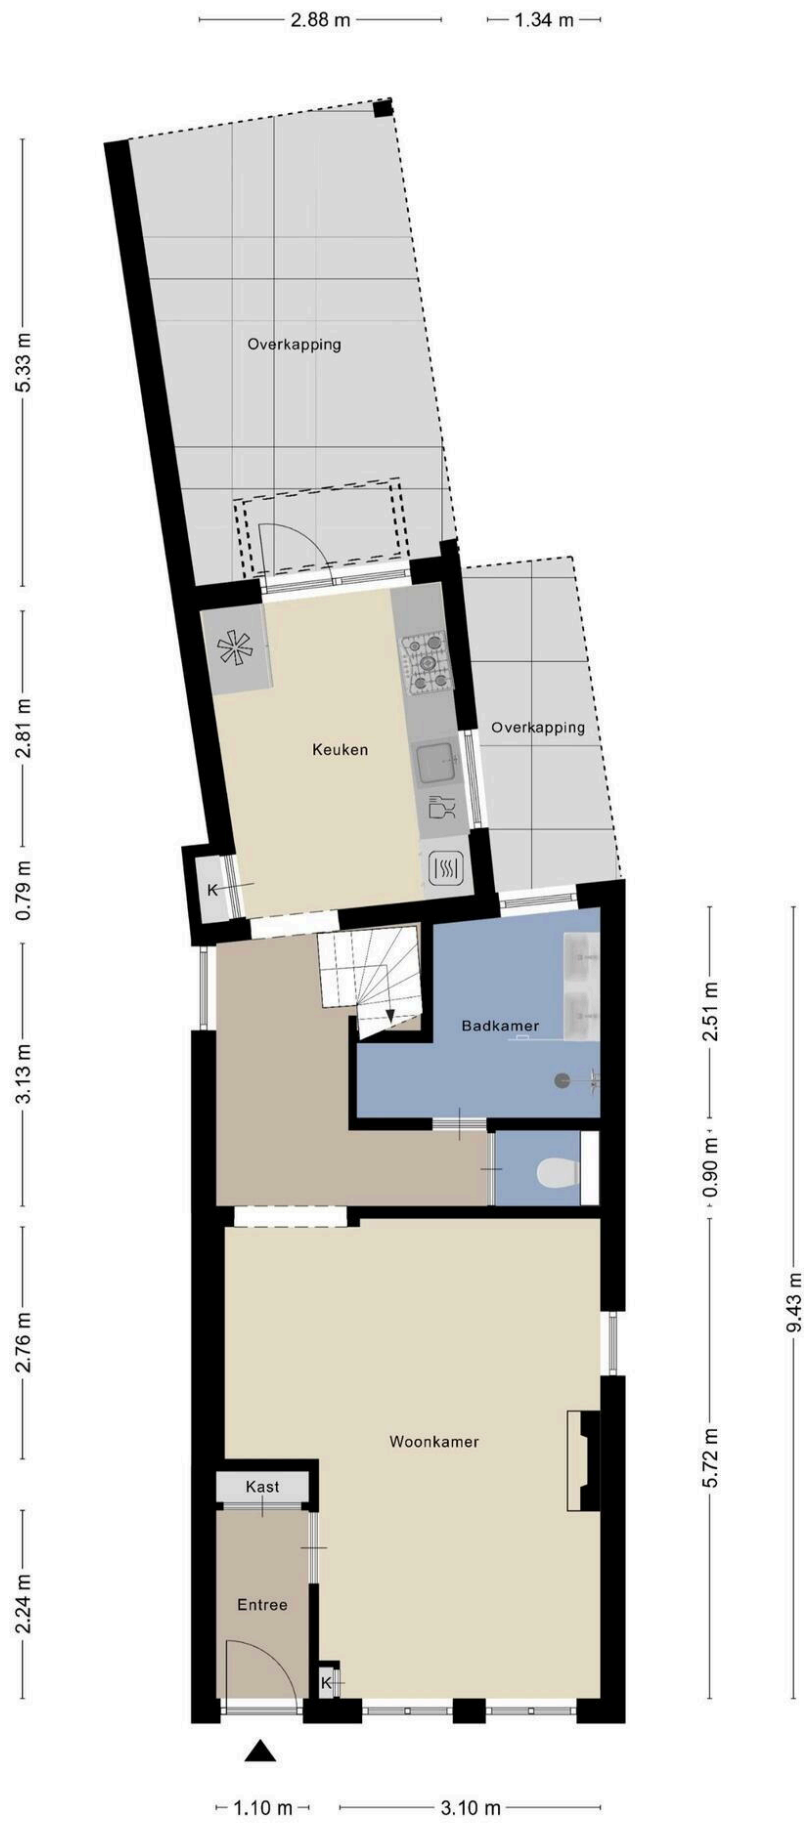 2.88 m
1.34 m
5.33 m
Overkapping
2.81 m
Overkapping
Keuken
0.79 m
K
2.51 m
Badkamer
3.13 m
0.90 m
9.43 m
2.76 m
Woonkamer
5.72 m
Kast
2.24 m
Entree
K
1.10 m
3.10 m